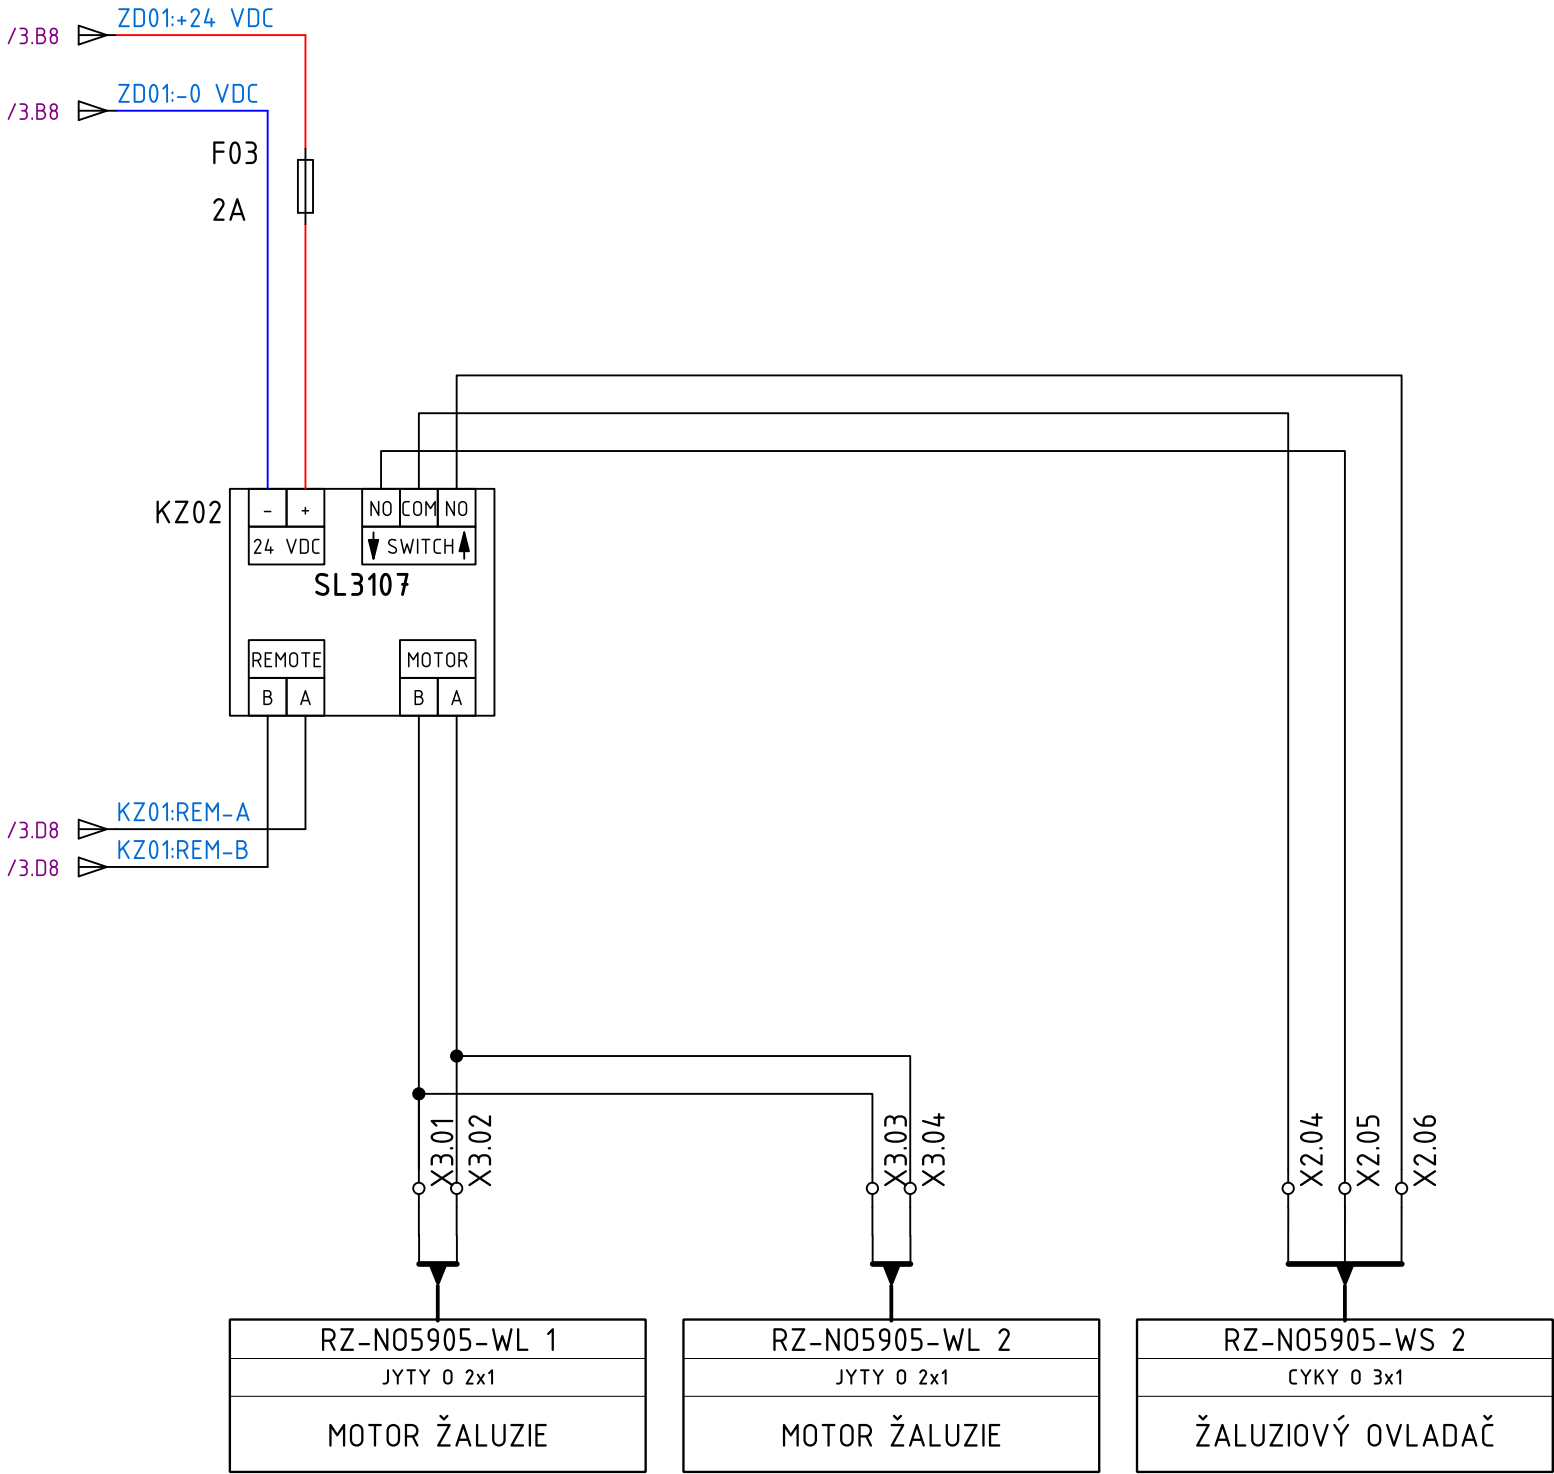 ZD01:+24 VDC
/3.B8
ZD01:-0 VDC
/3.B8
F03
2A
KZ02
- + NO COM NO
24 VDC SWITCH
SL3107
REMOTE MOTOR
B A B A
KZ01:REM-A
/3.D8
KZ01:REM-B
/3.D8
X3.01
X3.02
X3.03
X3.04
X2.04
X2.05
X2.06
RZ-NO5905-WL 1
JYTY O 2x1
MOTOR ŽALUZIE
RZ-NO5905-WL 2
JYTY O 2x1
MOTOR ŽALUZIE
RZ-NO5905-WS 2
CYKY O 3x1
ŽALUZIOVÝ OVLADAČ